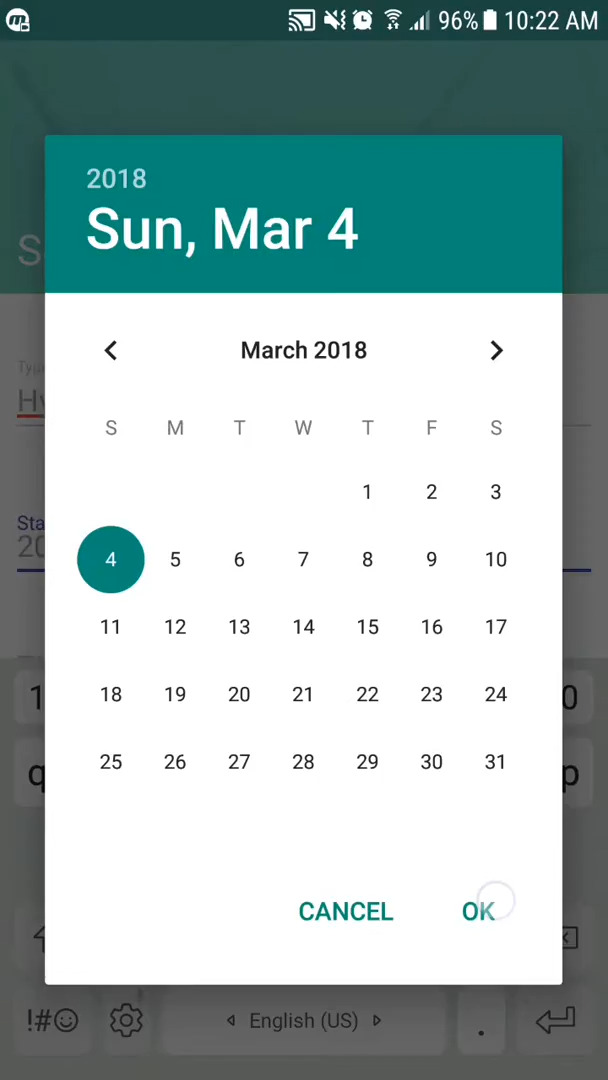 96% 10:22 AM
2018
Sun, Mar 4
March 2018
S M T W T F S
1 2 3
4 5 6 7 8 9 10
11 12 13 14 15 16 17
18 19 20 21 22 23 24
25 26 27 28 29 30 31
CANCEL OK
!#☺ English (US) .